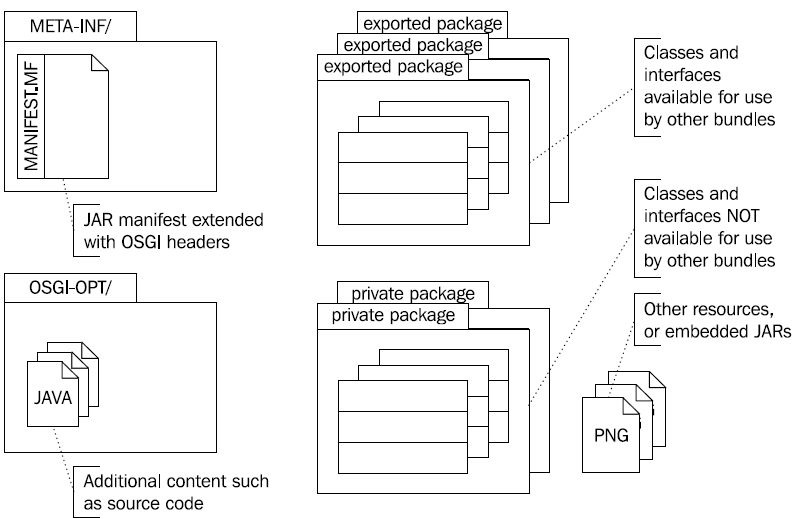 META-INF/
MANIFEST.MF
JAR manifest extended
with OSGI headers
OSGI-OPT/
JAVA
Additional content such
as source code
exported package
exported package
exported package
Classes and
interfaces
available for use
by other bundles
private package
private package
Classes and
interfaces NOT
available for use
by other bundles
Other resources,
or embedded JARs
PNG